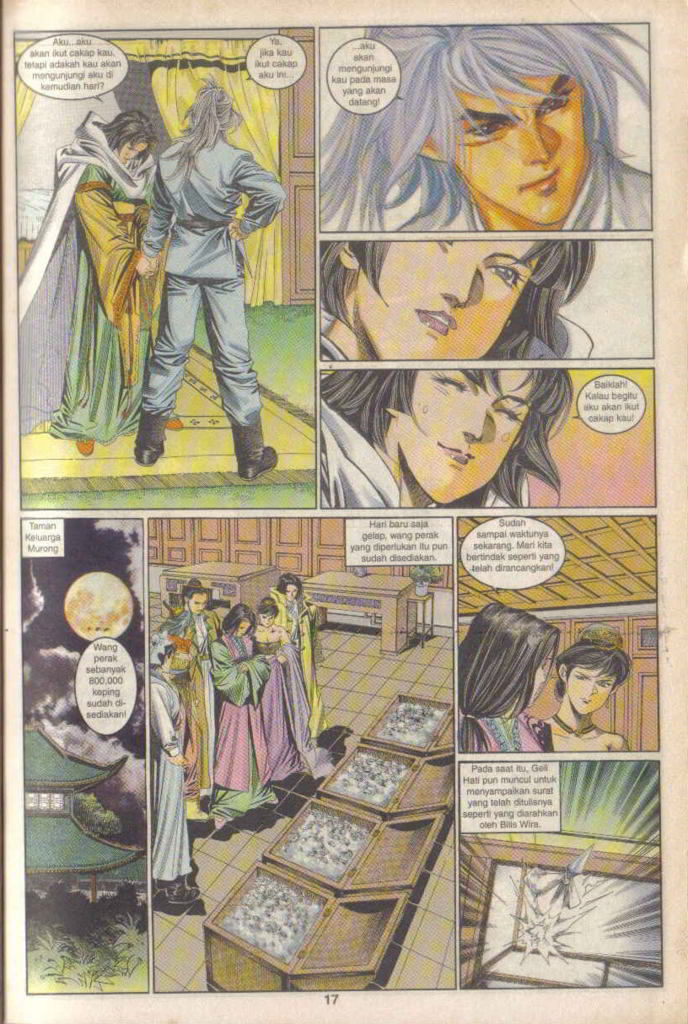 Aku...aku
akan ikut cakap kau,
tetapi adakah kau akan
mengunjungi aku di
kemudian hari?
Ya,
jika kau
ikut cakap
aku ini...
...aku
akan
mengunjungi
kau pada masa
yang akan
datang!
Baiklah!
Kalau begitu
aku akan ikut
cakap kau!
Taman
Keluarga
Murong
Wang
perak
sebanyak
800,000
keping
sudah di-
sediakan!
Hari baru saja
gelap, wang perak
yang diperlukan itu pun
sudah disediakan.
Sudah
sampai waktunya
sekarang. Mari kita
bertindak seperti yang
telah dirancangkan!
Pada saat itu, Geli
Hati pun muncul untuk
menyampaikan surat
yang telah ditulisnya
seperti yang diarahkan
oleh Bilis Wira.
17